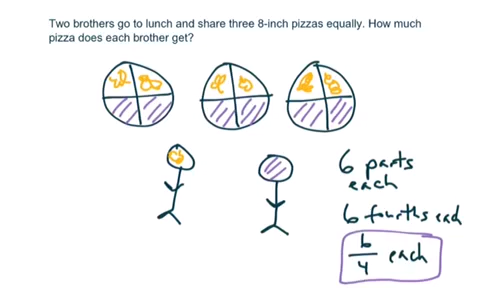 Two brothers go to lunch and share three 8-inch pizzas equally. How much
pizza does each brother get?
6 parts
each
6 fourths each
6
4
each